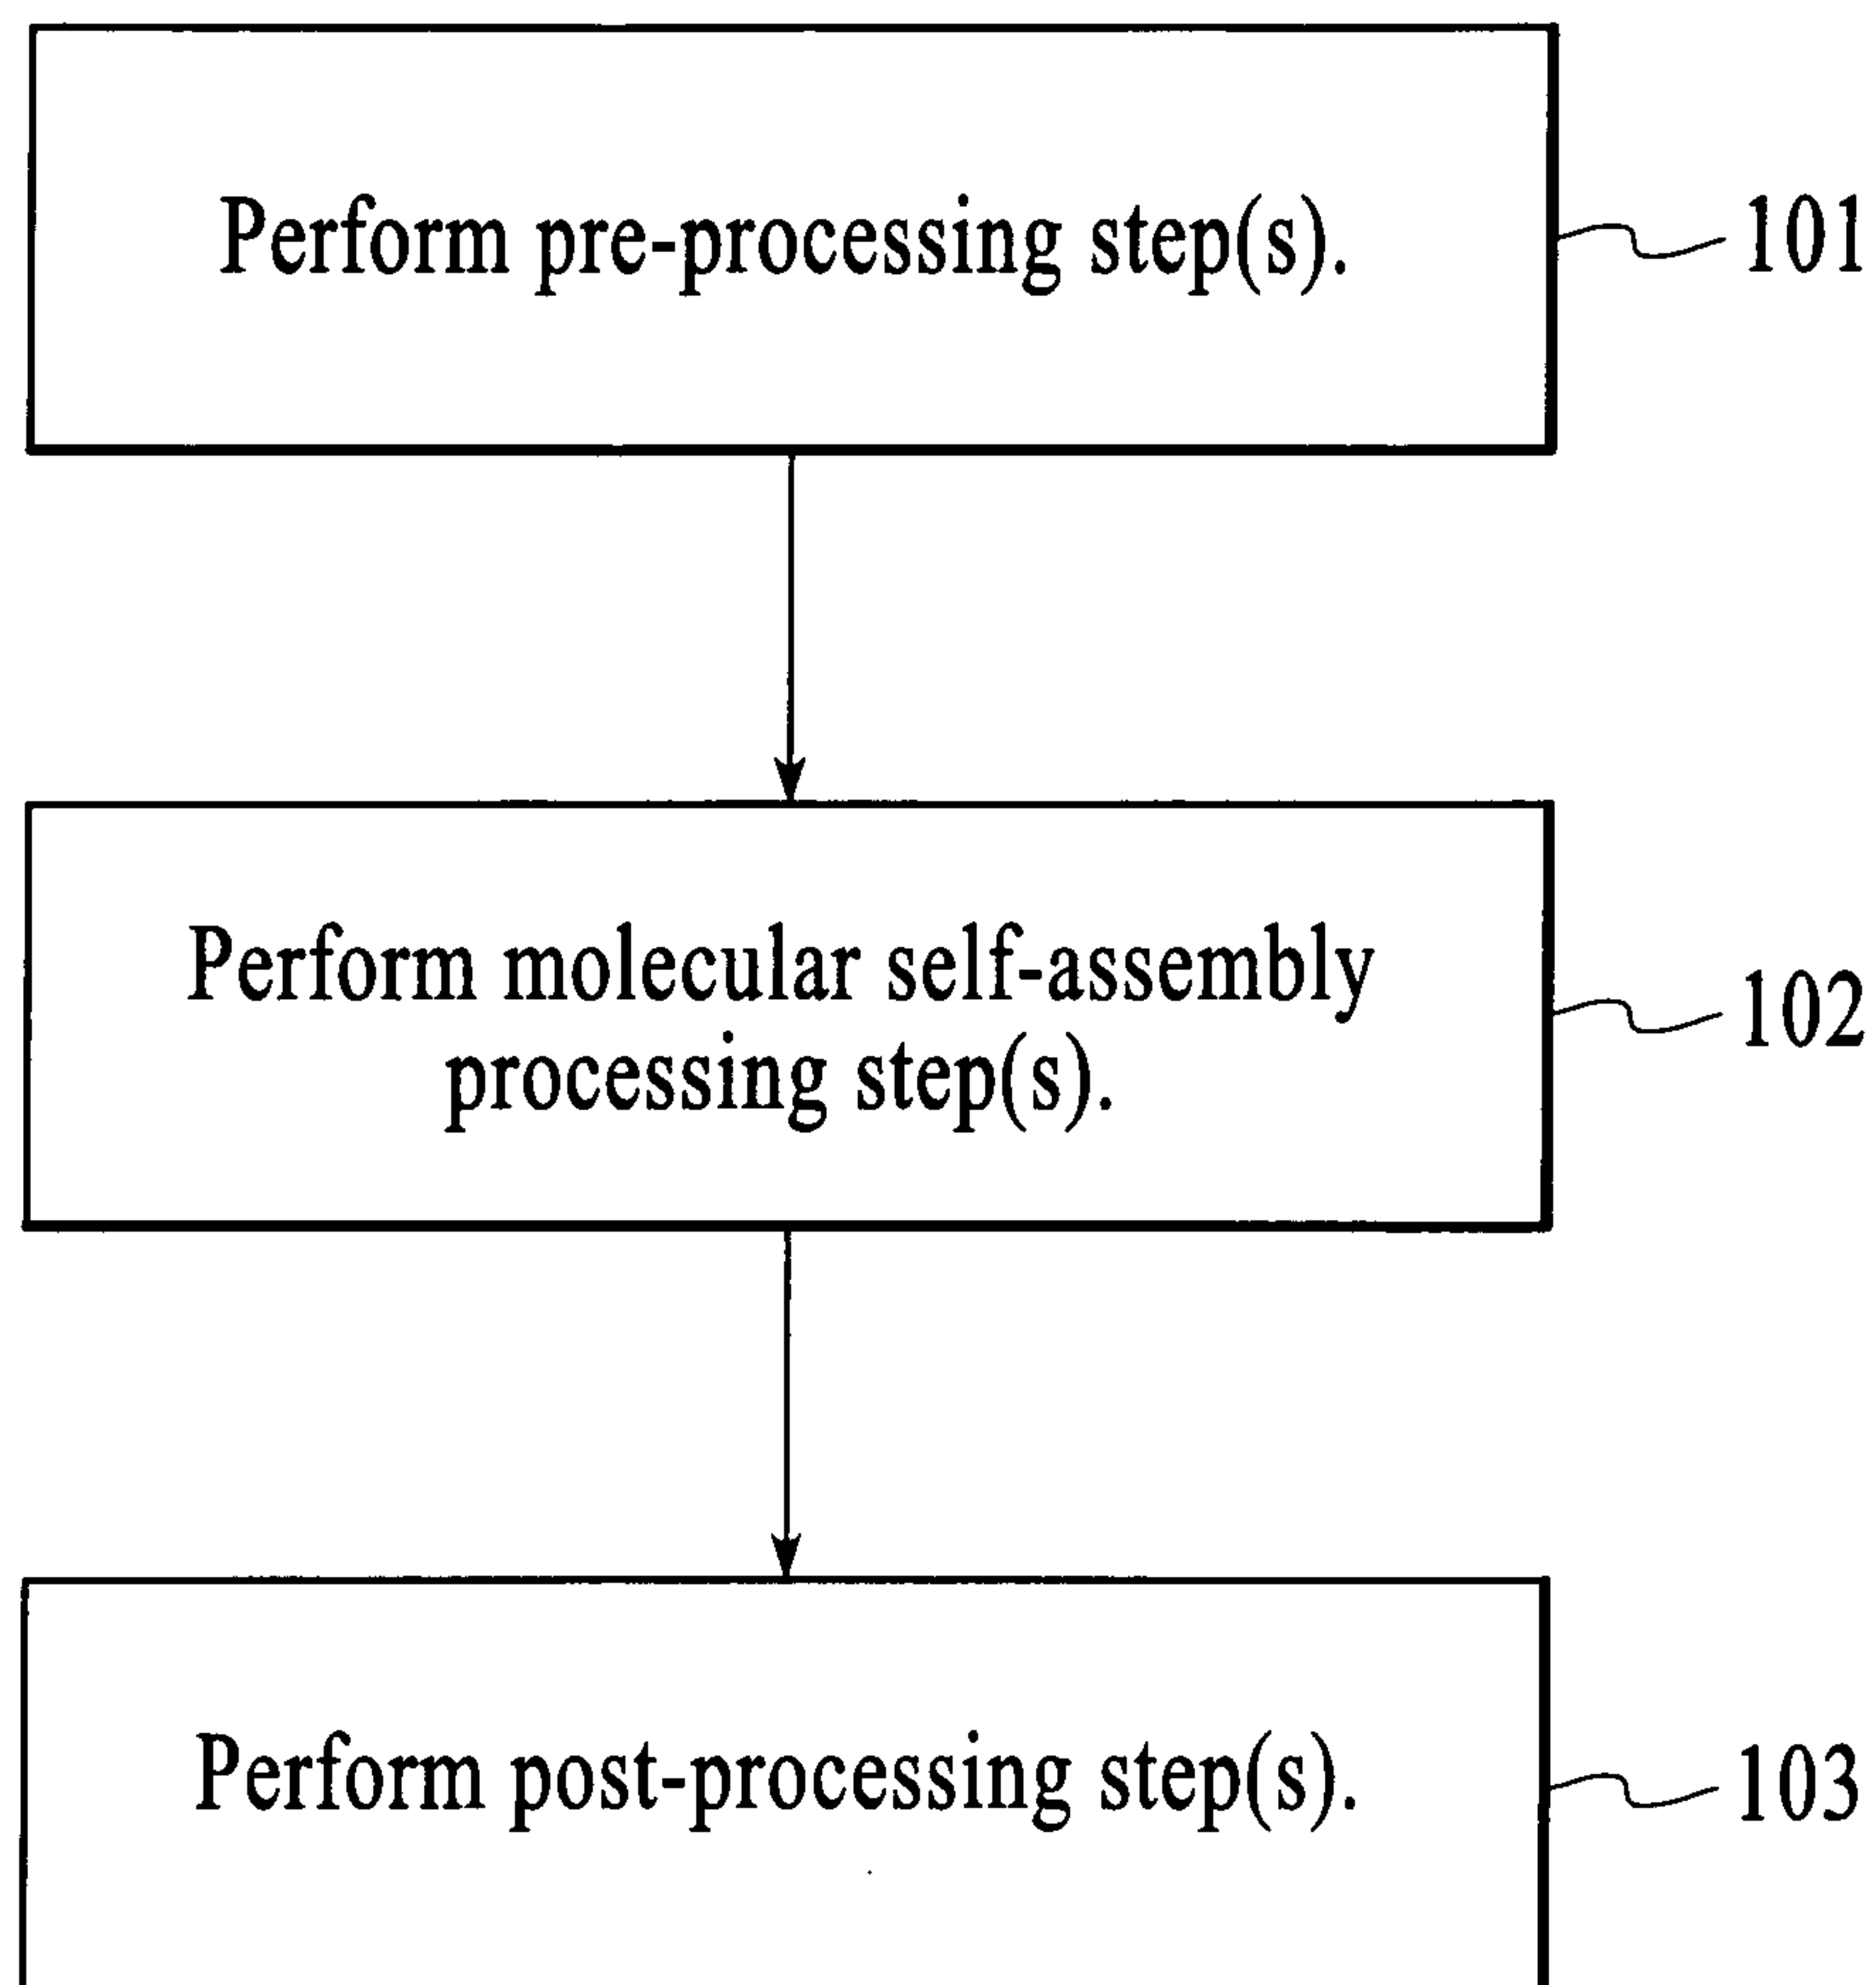 Perform pre-processing step(s).
101
Perform molecular self-assembly
processing step(s).
102
Perform post-processing step(s).
103